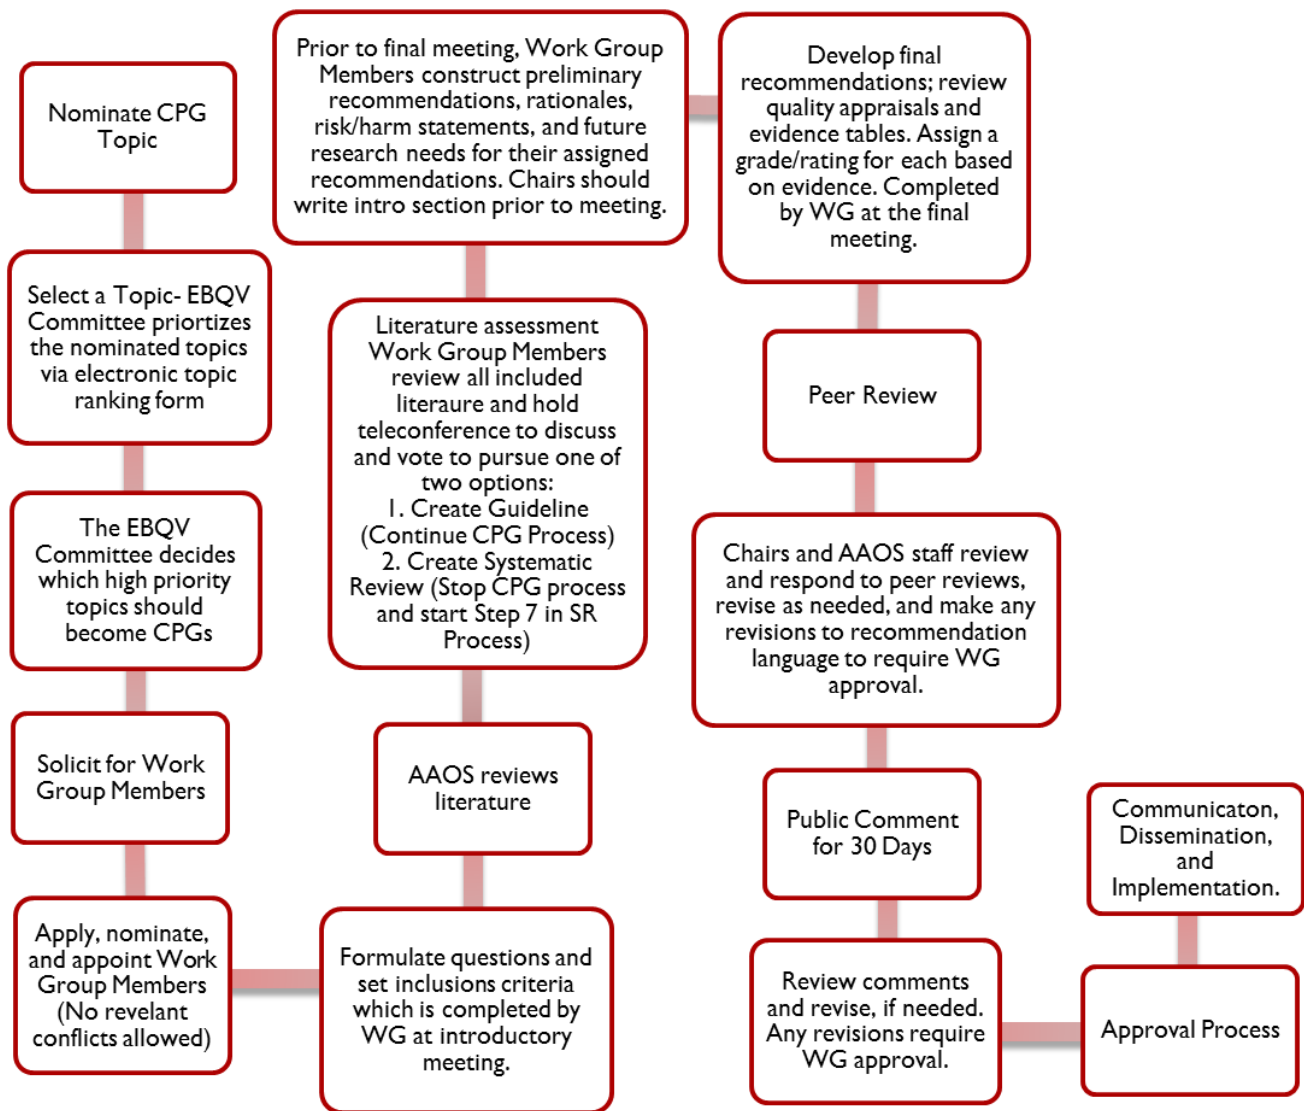 Nominate CPG
Topic
Select a Topic- EBQV
Committee priortizes
the nominated topics
via electronic topic
ranking form
The EBQV
Committee decides
which high priority
topics should
become CPGs
Solicit for Work
Group Members
Apply, nominate,
and appoint Work
Group Members
(No revelant
conflicts allowed)
Formulate questions and
set inclusions criteria
which is completed by
WG at introductory
meeting.
AAOS reviews
literature
Literature assessment
Work Group Members
review all included
literaure and hold
teleconference to discuss
and vote to pursue one of
two options:
1. Create Guideline
(Continue CPG Process)
2. Create Systematic
Review (Stop CPG process
and start Step 7 in SR
Process)
Prior to final meeting, Work Group
Members construct preliminary
recommendations, rationales,
risk/harm statements, and future
research needs for their assigned
recommendations. Chairs should
write intro section prior to meeting.
Develop final
recommendations; review
quality appraisals and
evidence tables. Assign a
grade/rating for each based
on evidence. Completed
by WG at the final
meeting.
Peer Review
Chairs and AAOS staff review
and respond to peer reviews,
revise as needed, and make any
revisions to recommendation
language to require WG
approval.
Public Comment
for 30 Days
Review comments
and revise, if needed.
Any revisions require
WG approval.
Approval Process
Communicaton,
Dissemination,
and
Implementation.